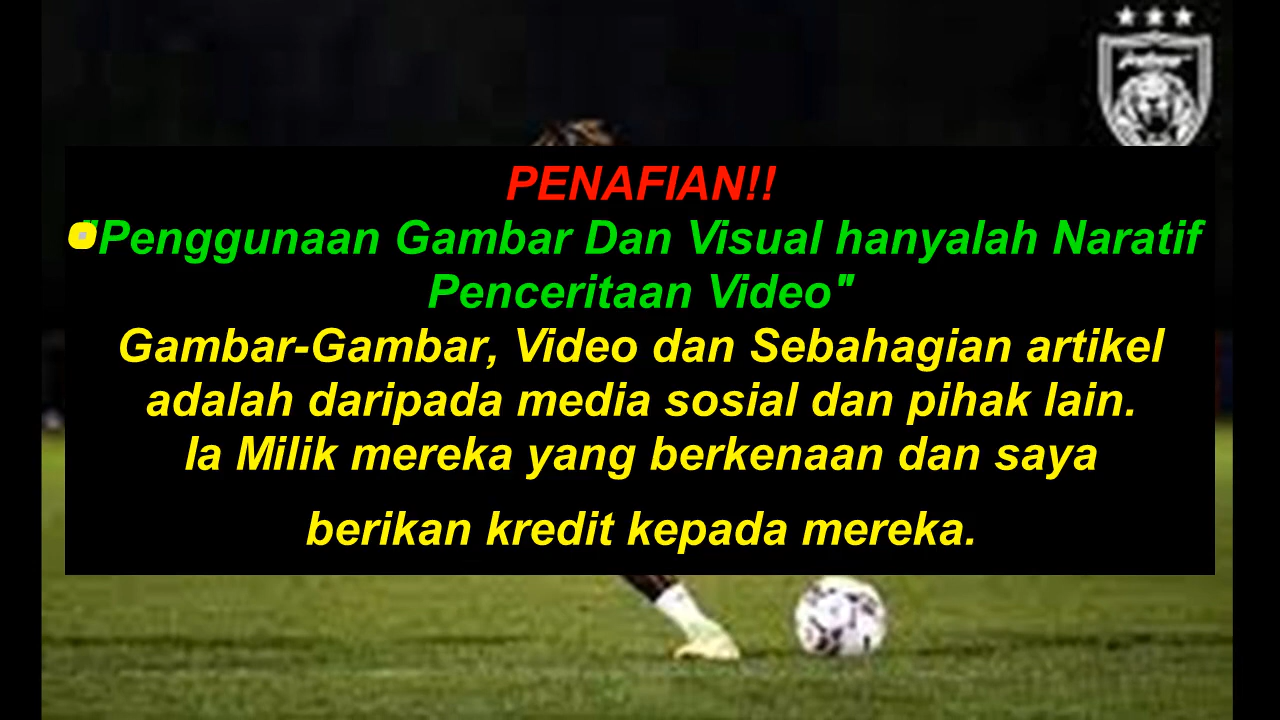 PENAFIAN!!
"Penggunaan Gambar Dan Visual hanyalah Naratif
Penceritaan Video"
Gambar-Gambar, Video dan Sebahagian artikel
adalah daripada media sosial dan pihak lain.
Ia Milik mereka yang berkenaan dan saya
berikan kredit kepada mereka.